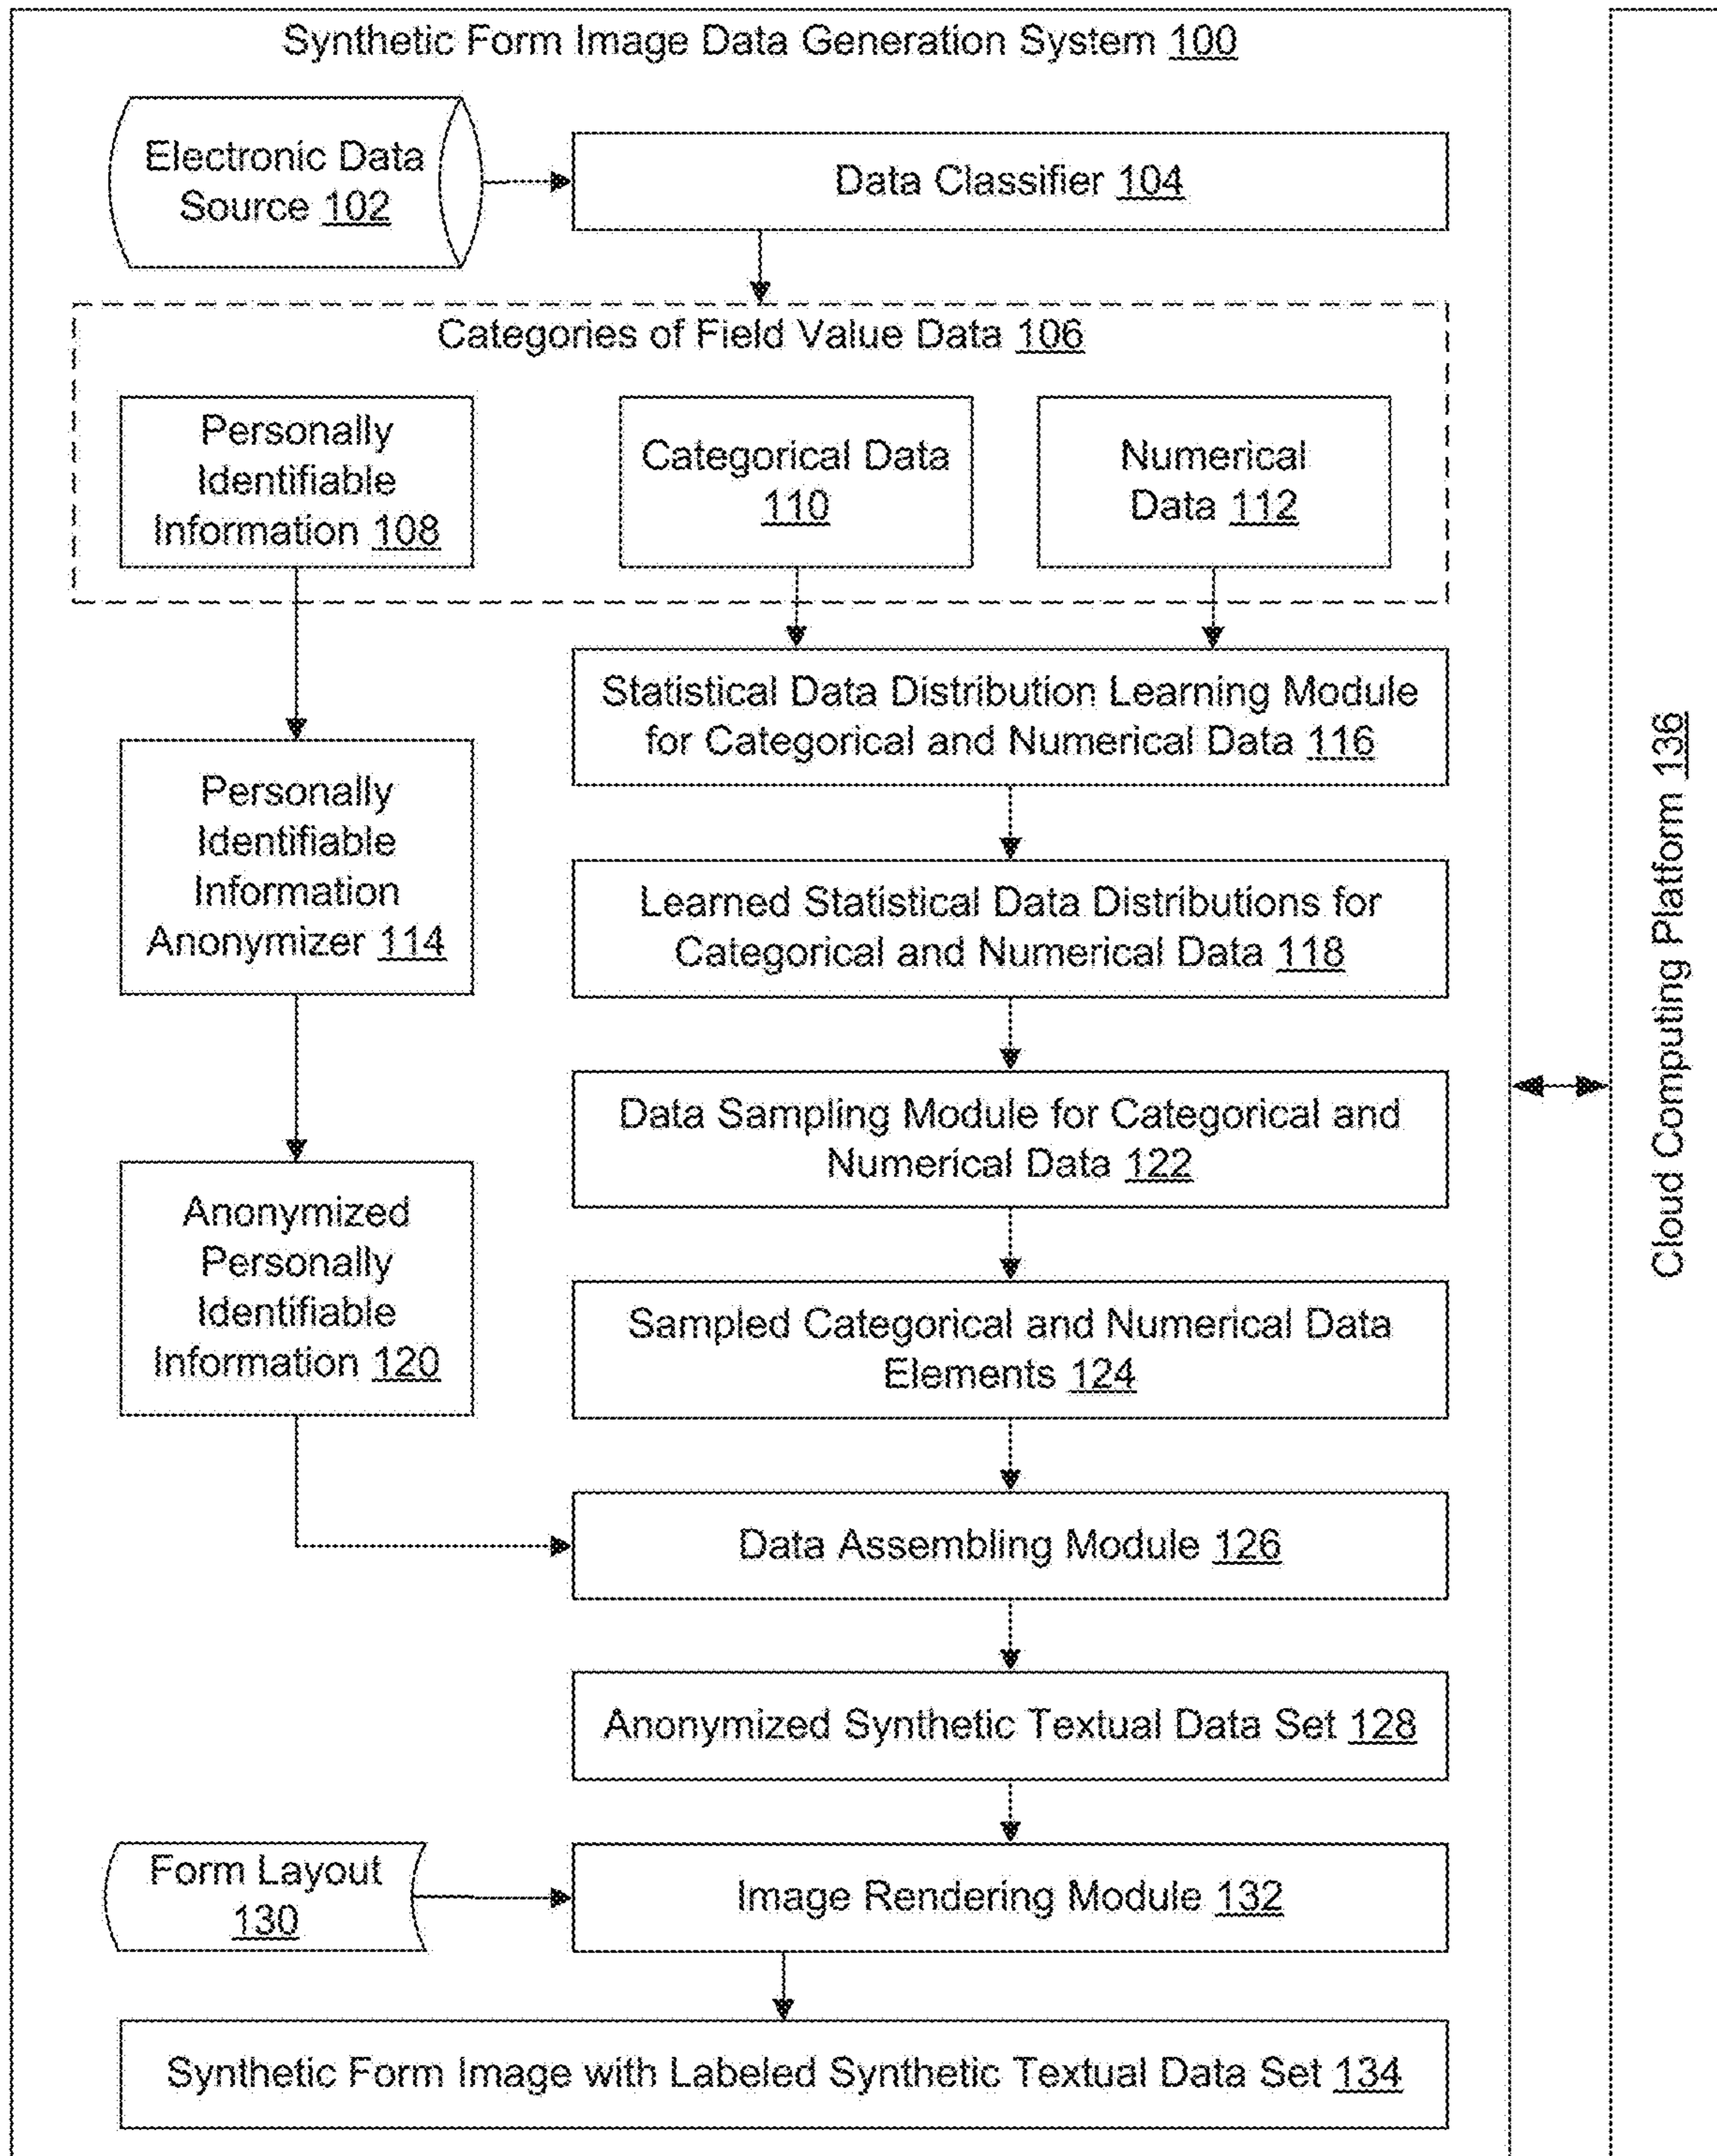 Synthetic Form Image Data Generation System 100
Electronic Data
Source 102
Data Classifier 104
Categories of Field Value Data 106
Personally
Identifiable
Information 108
Categorical Data
110
Numerical
Data 112
Statistical Data Distribution Learning Module
for Categorical and Numerical Data 116
Personally
Identifiable
Information
Anonymizer 114
Learned Statistical Data Distributions for
Categorical and Numerical Data 118
Data Sampling Module for Categorical and
Numerical Data 122
Anonymized
Personally
Identifiable
Information 120
Sampled Categorical and Numerical Data
Elements 124
Data Assembling Module 126
Anonymized Synthetic Textual Data Set 128
Form Layout
130
Image Rendering Module 132
Synthetic Form Image with Labeled Synthetic Textual Data Set 134
Cloud Computing Platform 136